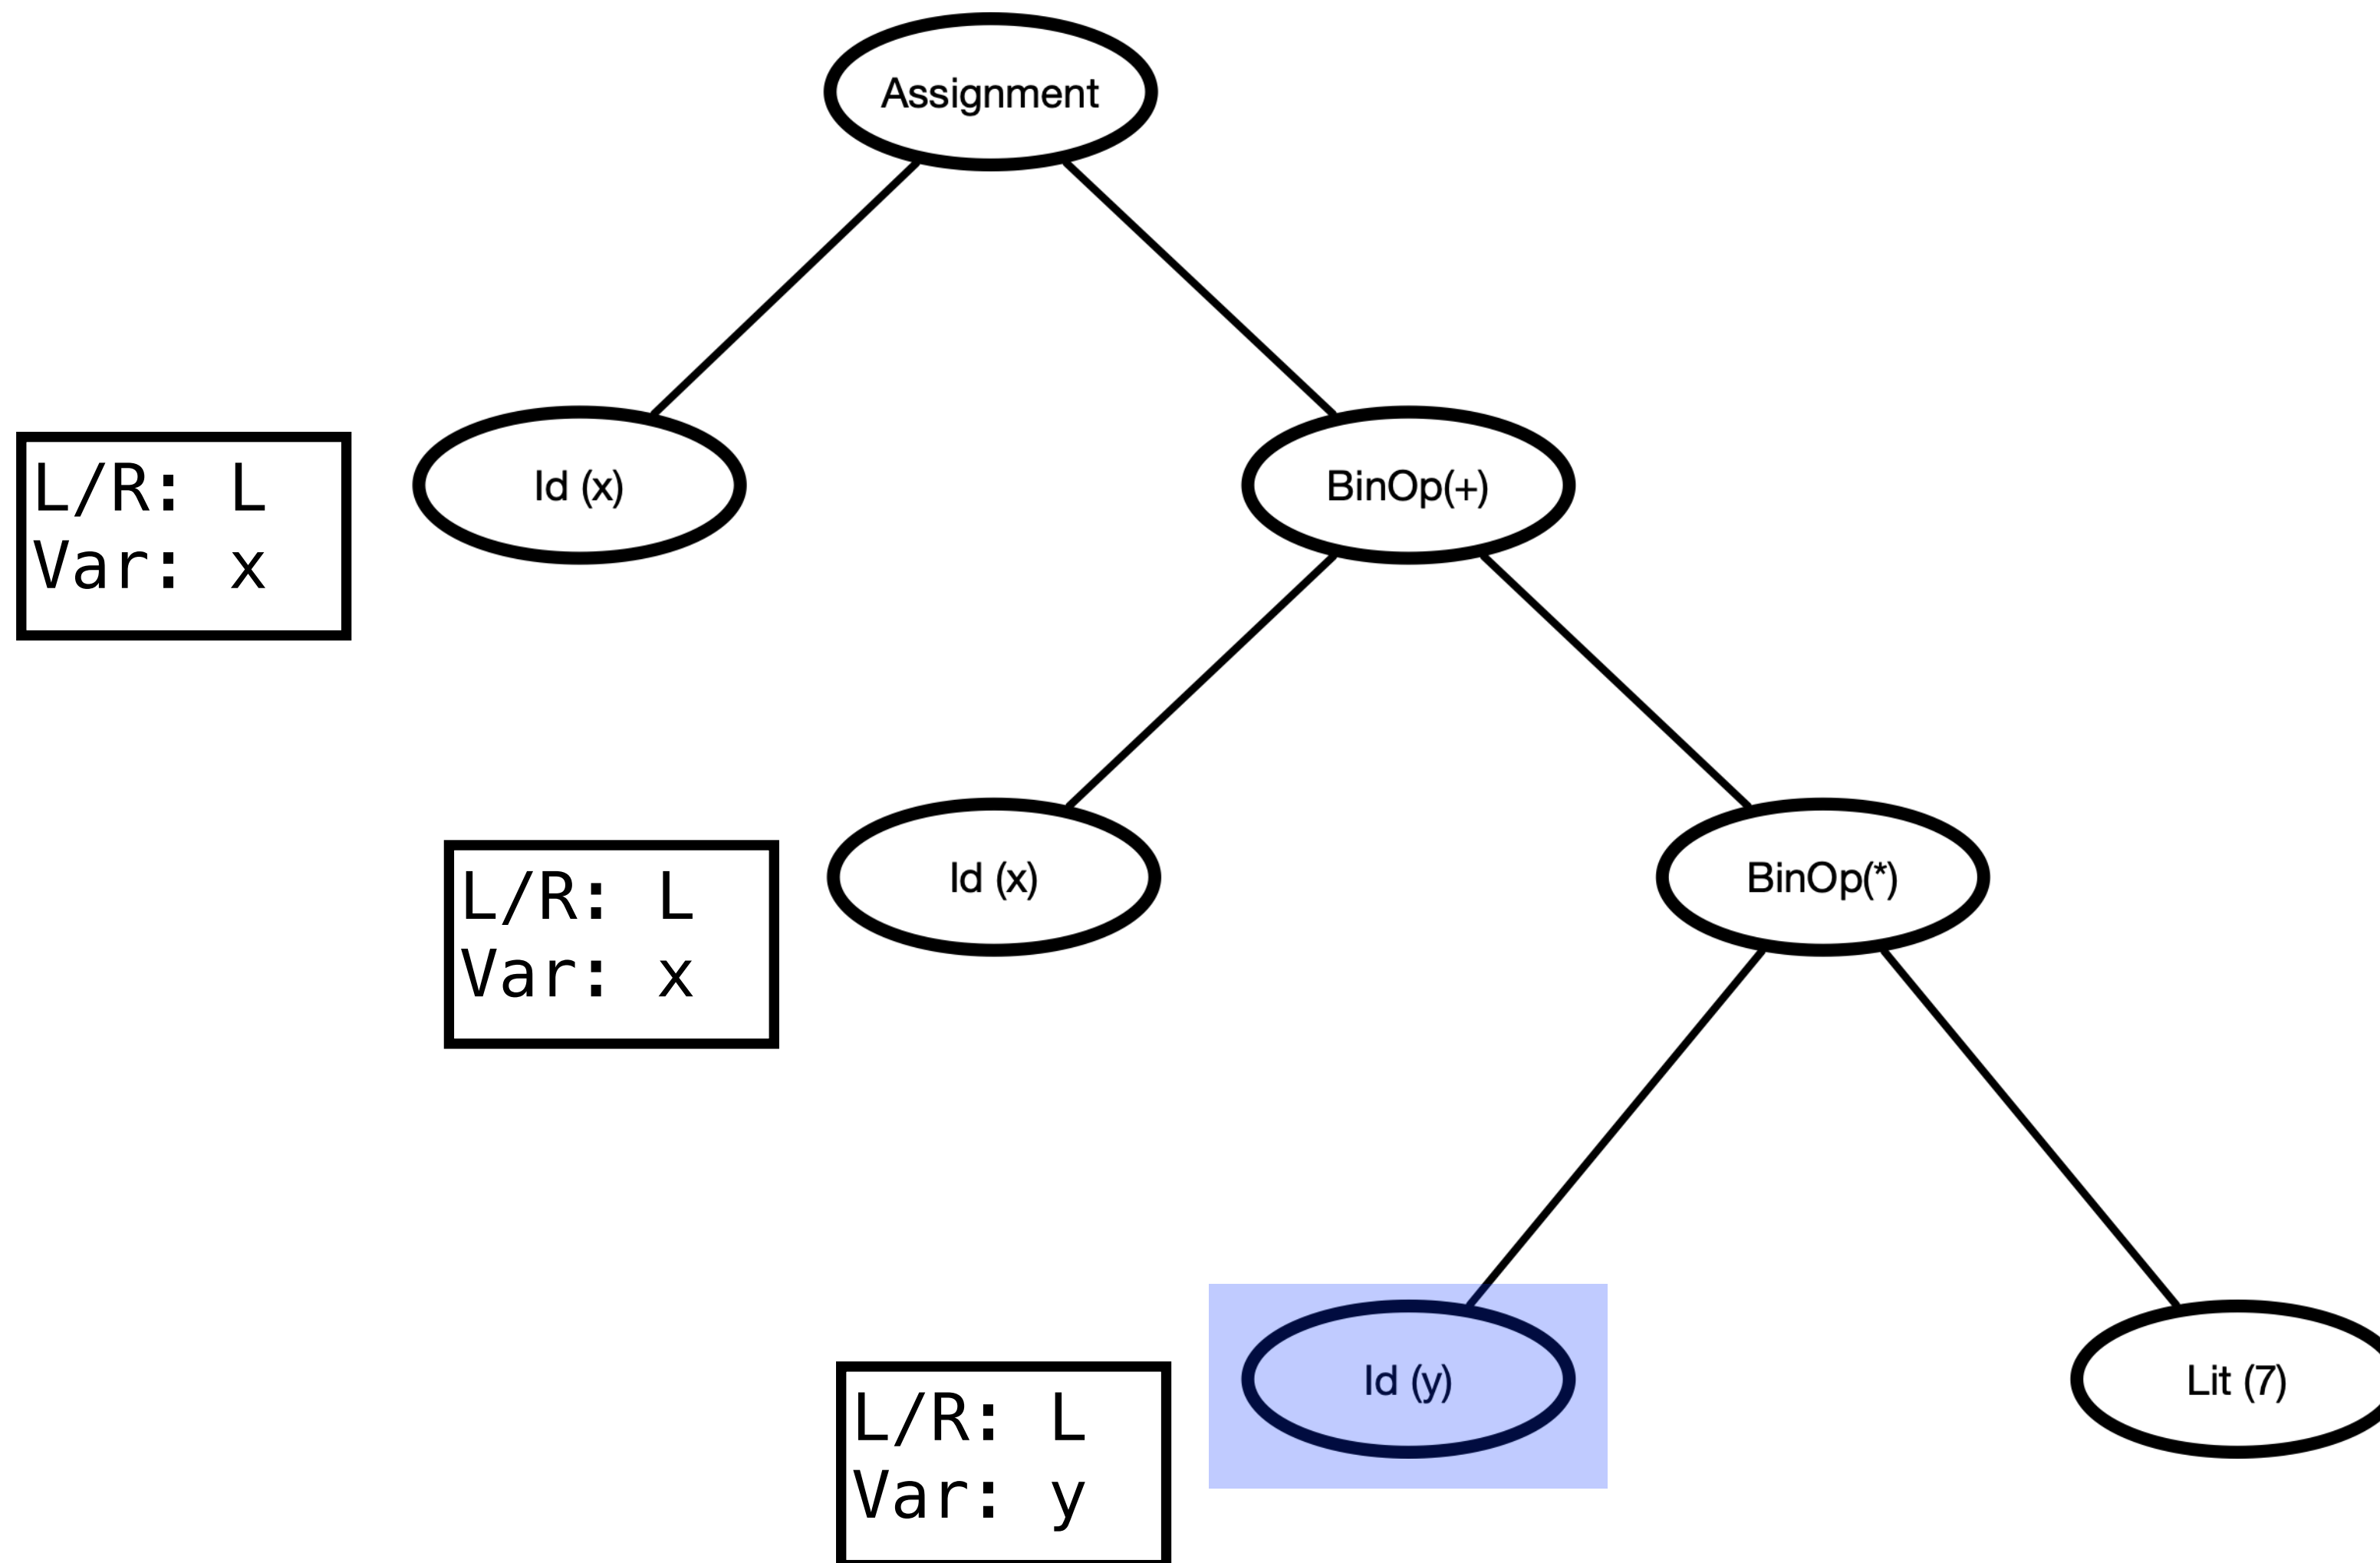 Assignment
L/R: L
Var: x
Id (x)
BinOp(+)
L/R: L
Var: x
Id (x)
BinOp(*)
L/R: L
Var: y
Id (y)
Lit (7)